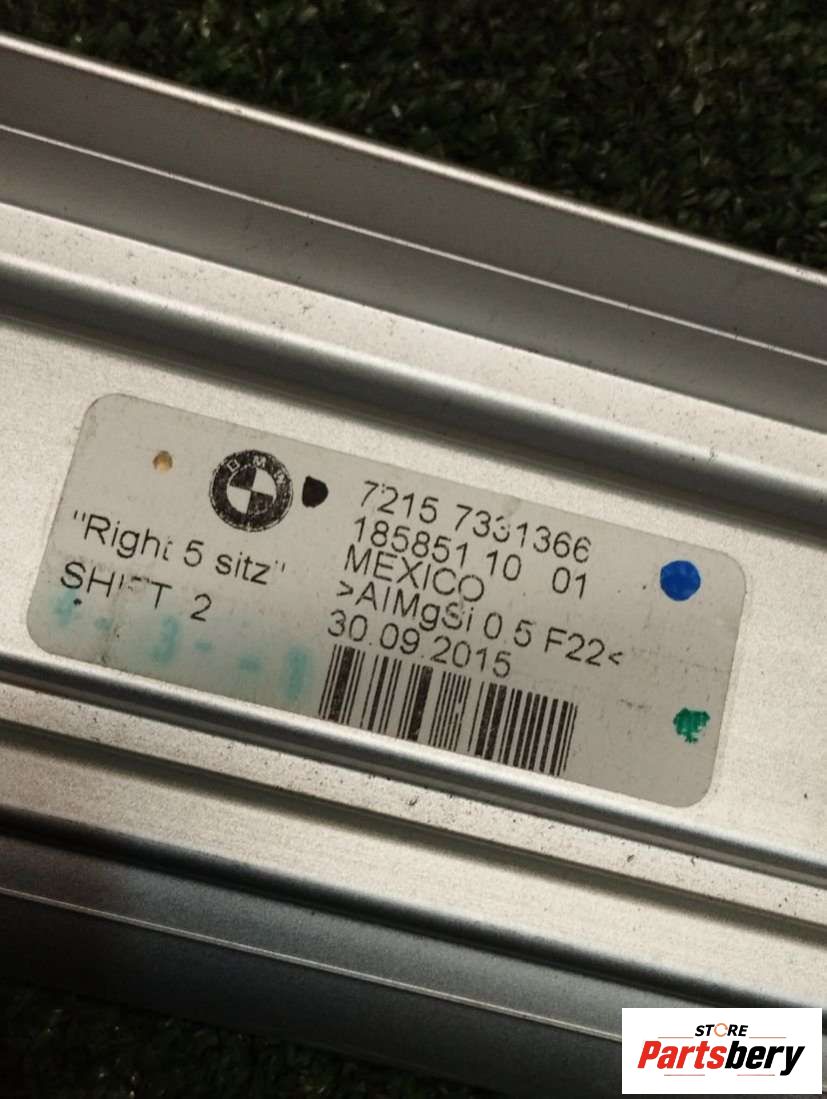 BMW
7215 7331366
185851 10 01
MEXICO
>AlMgSi 0.5 F22<
30.09.2015
"Right 5 sitz"
SHIFT 2
STORE
Partsbery